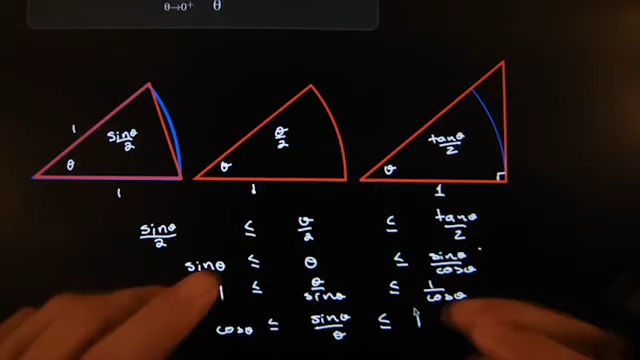 θ→0⁺ θ
1 sinθ/2 θ 1
θ/2 θ 1
tanθ/2 θ 1
sinθ/2 ≤ θ/2 ≤ tanθ/2
sinθ ≤ θ ≤ sinθ/cosθ
1 ≤ θ/sinθ ≤ 1/cosθ
cosθ ≤ sinθ/θ ≤ 1